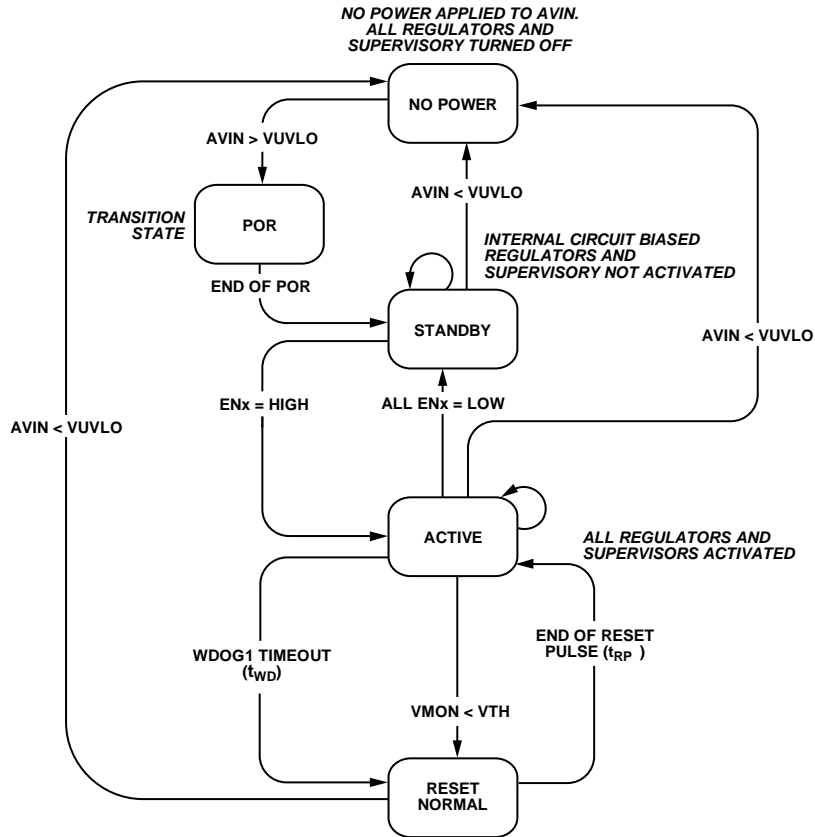 NO POWER APPLIED TO AVIN.
ALL REGULATORS AND
SUPERVISORY TURNED OFF
NO POWER
AVIN > VUVLO
AVIN < VUVLO
TRANSITION
STATE
POR
INTERNAL CIRCUIT BIASED
REGULATORS AND
SUPERVISORY NOT ACTIVATED
END OF POR
STANDBY
AVIN < VUVLO
ENx = HIGH
ALL ENx = LOW
AVIN < VUVLO
ACTIVE
ALL REGULATORS AND
SUPERVISORS ACTIVATED
WDOG1 TIMEOUT
(tWD)
END OF RESET
PULSE (tRP )
VMON < VTH
RESET
NORMAL